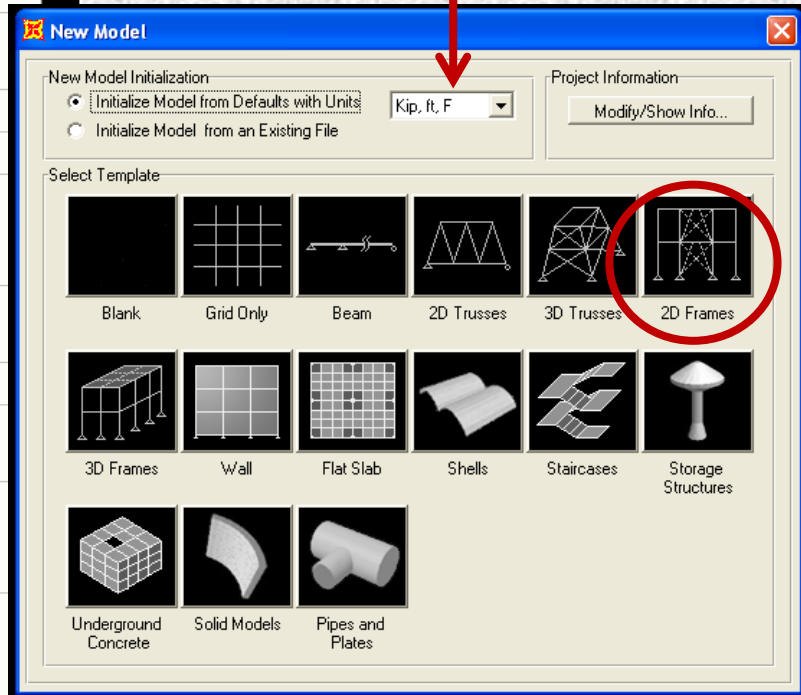 New Model
New Model Initialization
Initialize Model from Defaults with Units
Kip, ft, F
Initialize Model from an Existing File
Project Information
Modify/Show Info...
Select Template
Blank
Grid Only
Beam
2D Trusses
3D Trusses
2D Frames
3D Frames
Wall
Flat Slab
Shells
Staircases
Storage
Structures
Underground
Concrete
Solid Models
Pipes and
Plates